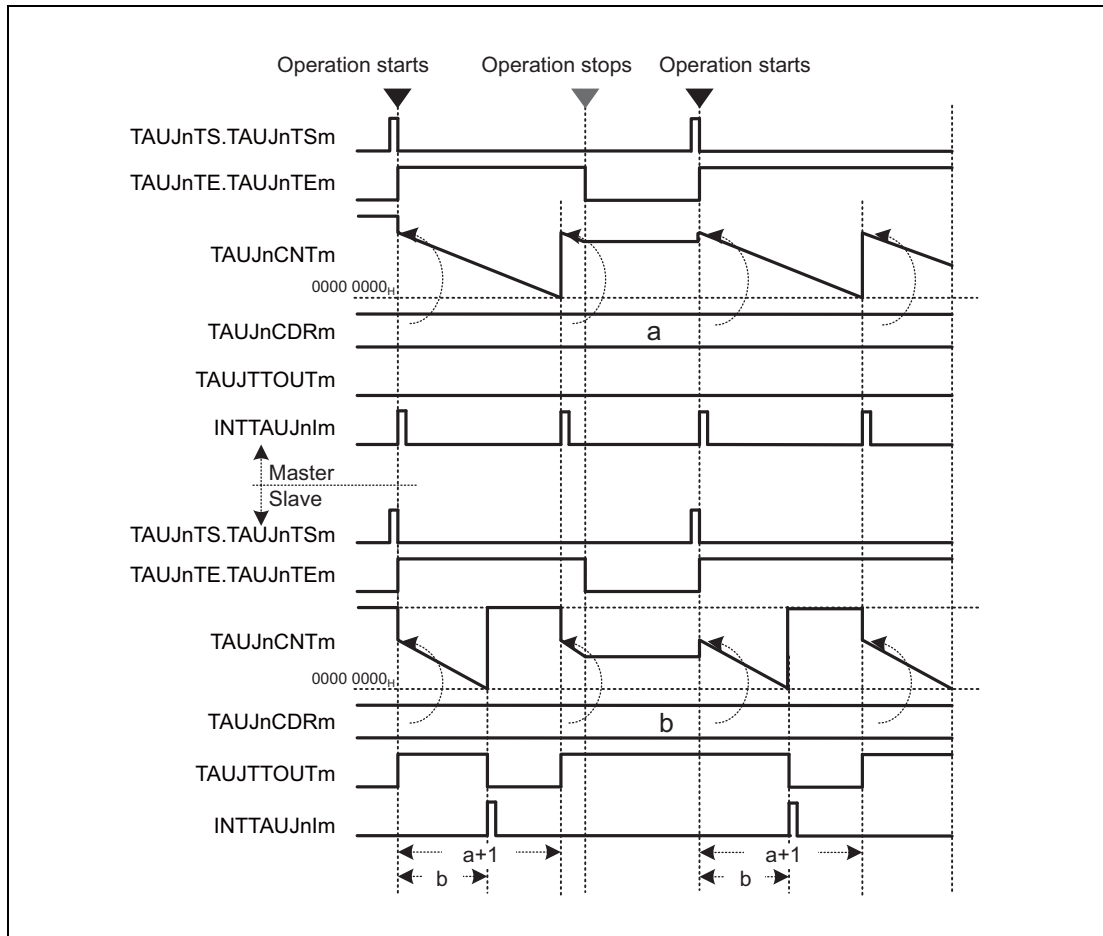 Operation starts Operation stops Operation starts
TAUJnTS.TAUJnTSm
TAUJnTE.TAUJnTEm
TAUJnCNTm
0000 0000H
TAUJnCDRm
a
TAUJTTOUTm
INTTAUJnIm
Master
Slave
TAUJnTS.TAUJnTSm
TAUJnTE.TAUJnTEm
TAUJnCNTm
0000 0000H
TAUJnCDRm
b
TAUJTTOUTm
INTTAUJnIm
a+1 a+1
b b